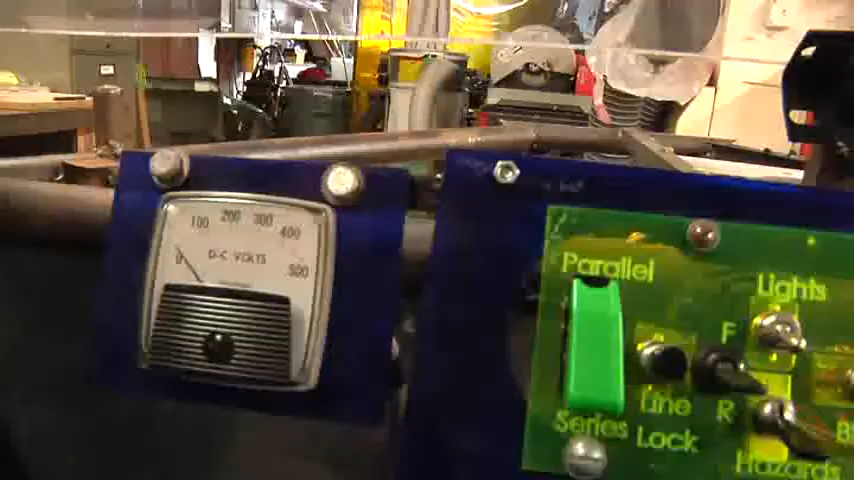 100 200 300 400
0 D-C VOLTS 500
Parallel
Lights
F
Line
Lock
R
Series
Hazards